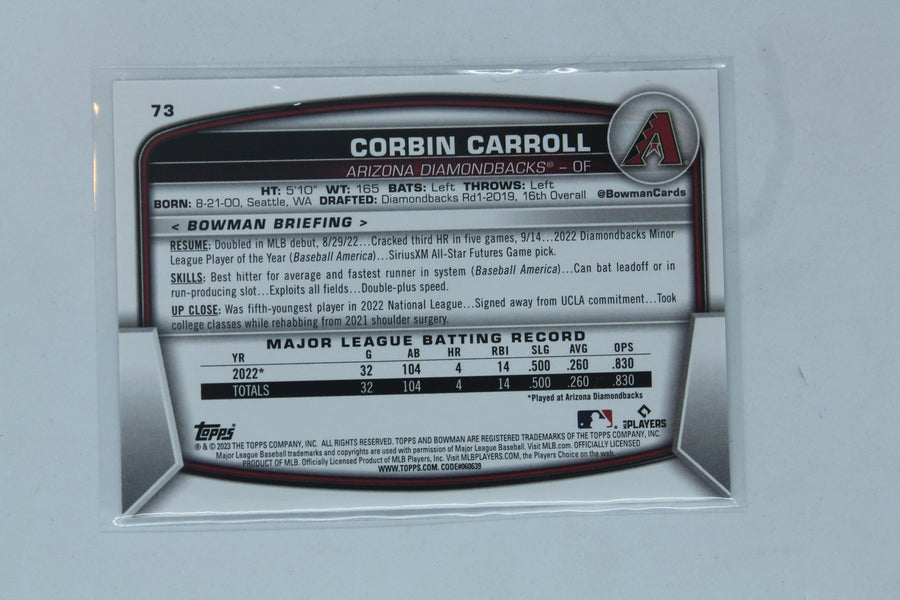 73
CORBIN CARROLL
ARIZONA DIAMONDBACKS® – OF
HT: 5'10" WT: 165 BATS: Left THROWS: Left
BORN: 8-21-00, Seattle, WA DRAFTED: Diamondbacks Rd1-2019, 16th Overall @BowmanCards
< BOWMAN BRIEFING >
RESUME: Doubled in MLB debut, 8/29/22...Cracked third HR in five games, 9/14...2022 Diamondbacks Minor
League Player of the Year (Baseball America)...SiriusXM All-Star Futures Game pick.
SKILLS: Best hitter for average and fastest runner in system (Baseball America)...Can bat leadoff or in
run-producing slot...Exploits all fields...Double-plus speed.
UP CLOSE: Was fifth-youngest player in 2022 National League...Signed away from UCLA commitment...Took
college classes while rehabbing from 2021 shoulder surgery.
MAJOR LEAGUE BATTING RECORD
YR G AB HR RBI SLG AVG OPS
2022* 32 104 4 14 .500 .260 .830
TOTALS 32 104 4 14 .500 .260 .830
*Played at Arizona Diamondbacks
Topps®
PLAYERS
® & © 2023 THE TOPPS COMPANY, INC. ALL RIGHTS RESERVED. TOPPS AND BOWMAN ARE REGISTERED TRADEMARKS OF THE TOPPS COMPANY, INC.
Major League Baseball trademarks and copyrights are used with permission of Major League Baseball. Visit MLB.com. OFFICIALLY LICENSED
PRODUCT OF MLB. Officially Licensed Product of MLB Players, Inc. Visit MLBPLAYERS.COM, the Players Choice on the web.
WWW.TOPPS.COM. CODE#060639